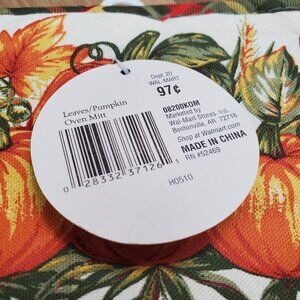 Leaves/Pumpkin
Oven Mitt
0 28332 37126 1
Dept. 20
WAL-MART
97¢
08200KOM
Marketed by
Wal-Mart Stores, Inc.
Bentonville, AR. 72716
Shop at Walmart.com
MADE IN CHINA
RN #52469
H0510